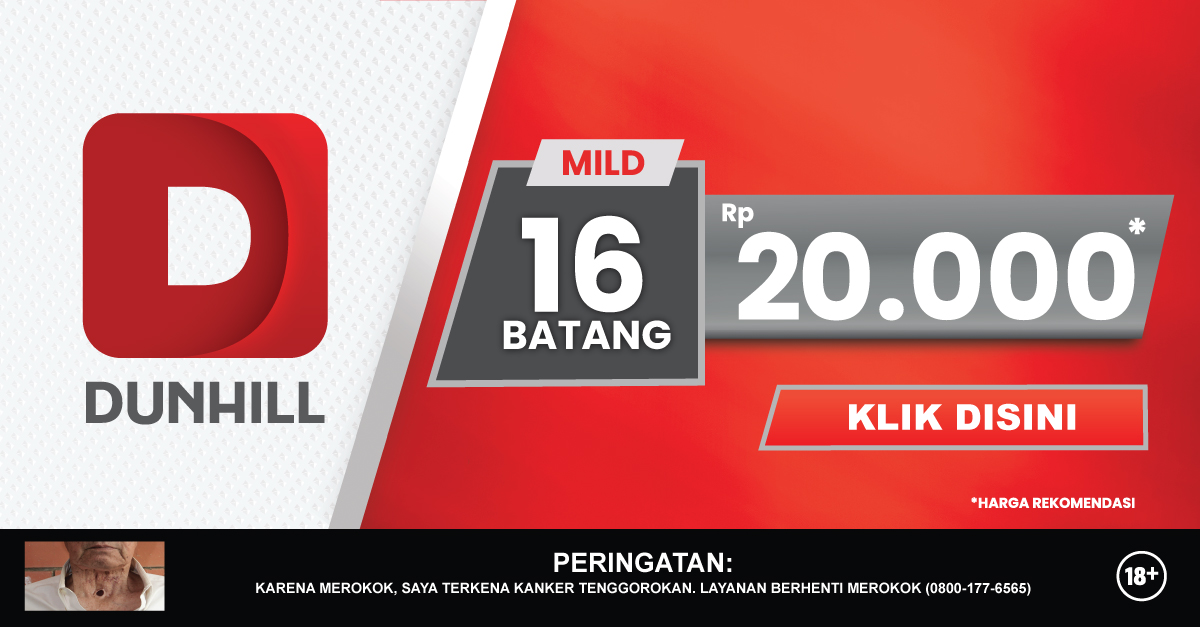 D
DUNHILL
MILD
16
BATANG
Rp
20.000*
KLIK DISINI
*HARGA REKOMENDASI
PERINGATAN:
KARENA MEROKOK, SAYA TERKENA KANKER TENGGOROKAN. LAYANAN BERHENTI MEROKOK (0800-177-6565)
18+